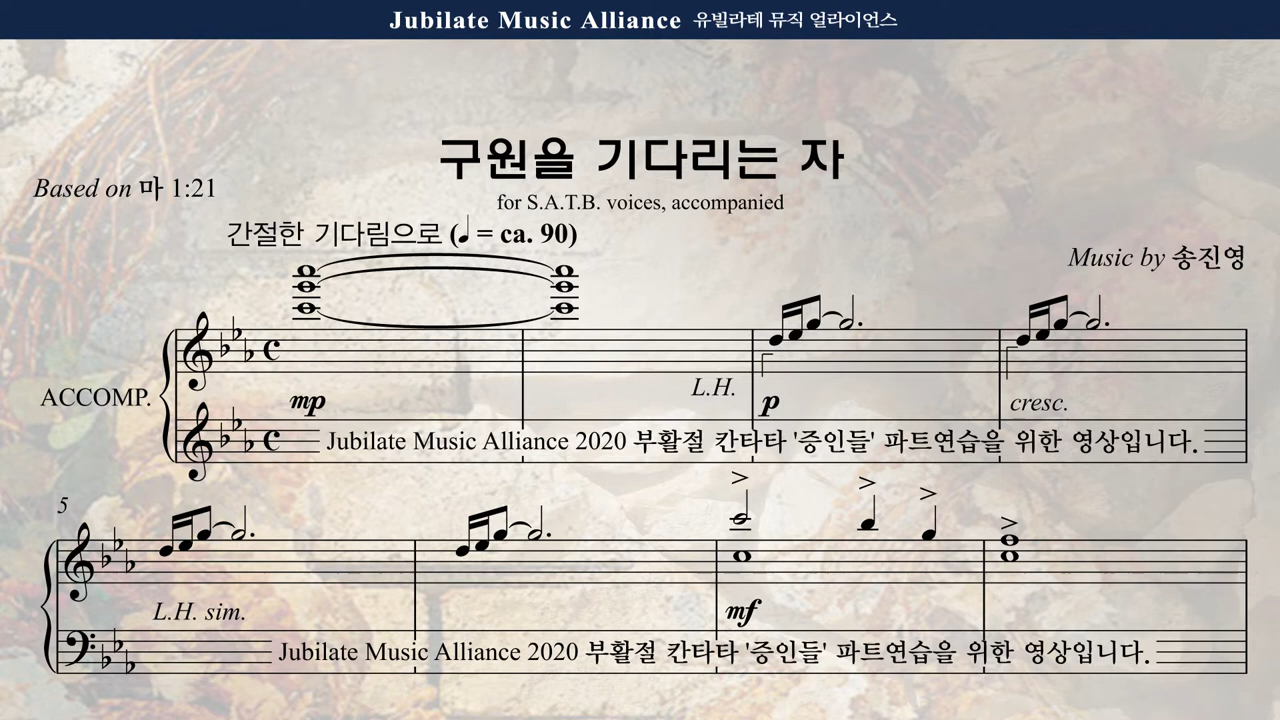 Jubilate Music Alliance 유빌라테 뮤직 얼라이언스
구원을 기다리는 자
Based on 마 1:21
for S.A.T.B. voices, accompanied
간절한 기다림으로 (♩ = ca. 90)
Music by 송진영
ACCOMP.
mp
L.H.
p
cresc.
Jubilate Music Alliance 2020 부활절 칸타타 '증인들' 파트연습을 위한 영상입니다.
5
L.H. sim.
mf
Jubilate Music Alliance 2020 부활절 칸타타 '증인들' 파트연습을 위한 영상입니다.